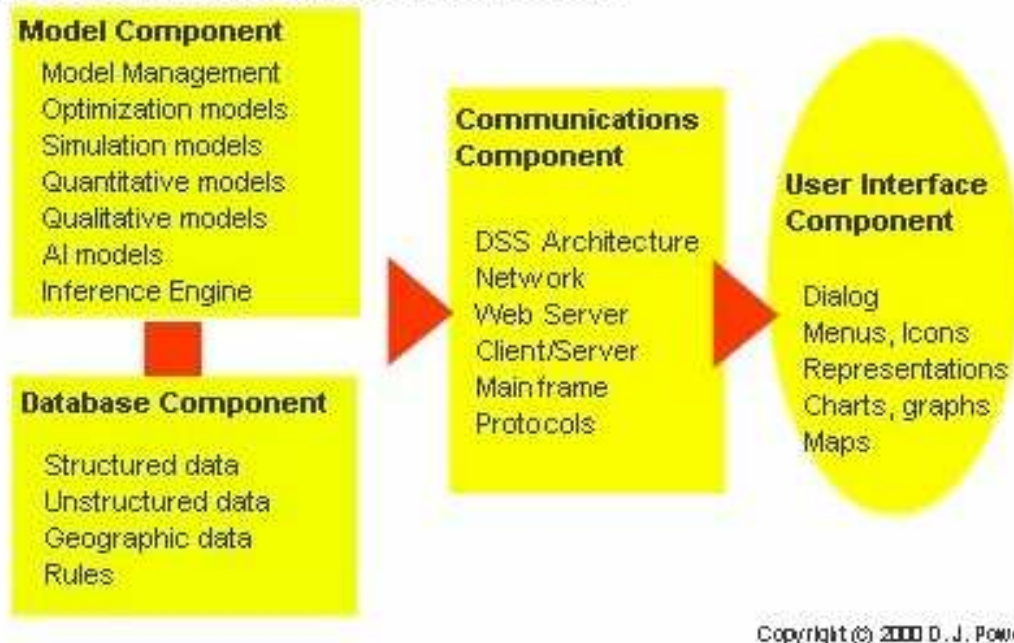 Model Component
Model Management
Optimization models
Simulation models
Quantitative models
Qualitative models
AI models
Inference Engine
Database Component
Structured data
Unstructured data
Geographic data
Rules
Communications
Component
DSS Architecture
Network
Web Server
Client/Server
Mainframe
Protocols
User Interface
Component
Dialog
Menus, Icons
Representations
Charts, graphs
Maps
Copyright © 2000 D. J.